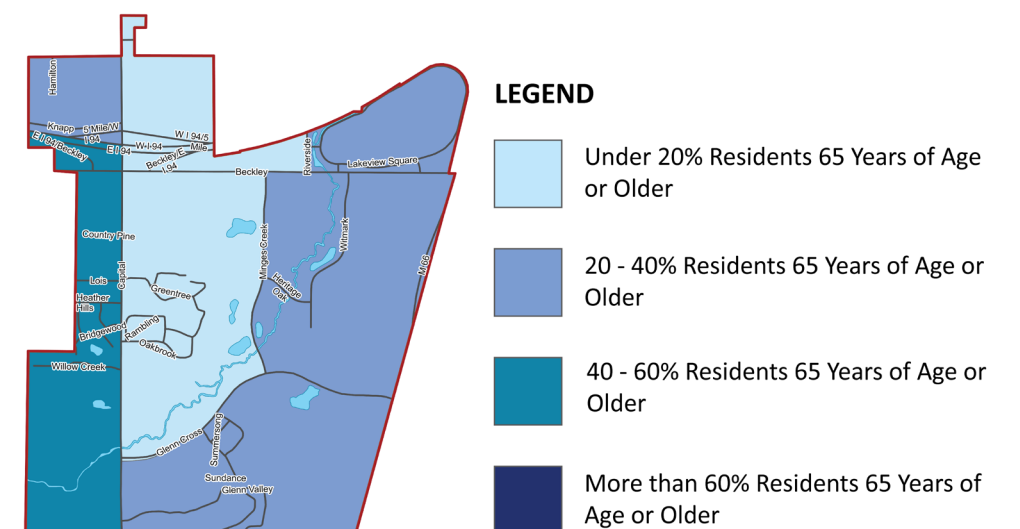 Hamilton
Knapp
5 Mile/W
I 94
W I 94/5
Mile
E I 94/Beckley
E I 94
W I-94
Beckley/E
I 94
Riverside
Lakeview Square
Beckley
Country Pine
Capital
Minges Creek
Witmark
M 66
Lois
Greentree
Heritage
Oak
Heather
Hills
Bridgewood
Rambling
Oakbrook
Willow Creek
Glenn Cross
Summersong
Sundance
Glenn Valley
LEGEND
Under 20% Residents 65 Years of Age
or Older
20 - 40% Residents 65 Years of Age or
Older
40 - 60% Residents 65 Years of Age or
Older
More than 60% Residents 65 Years of
Age or Older